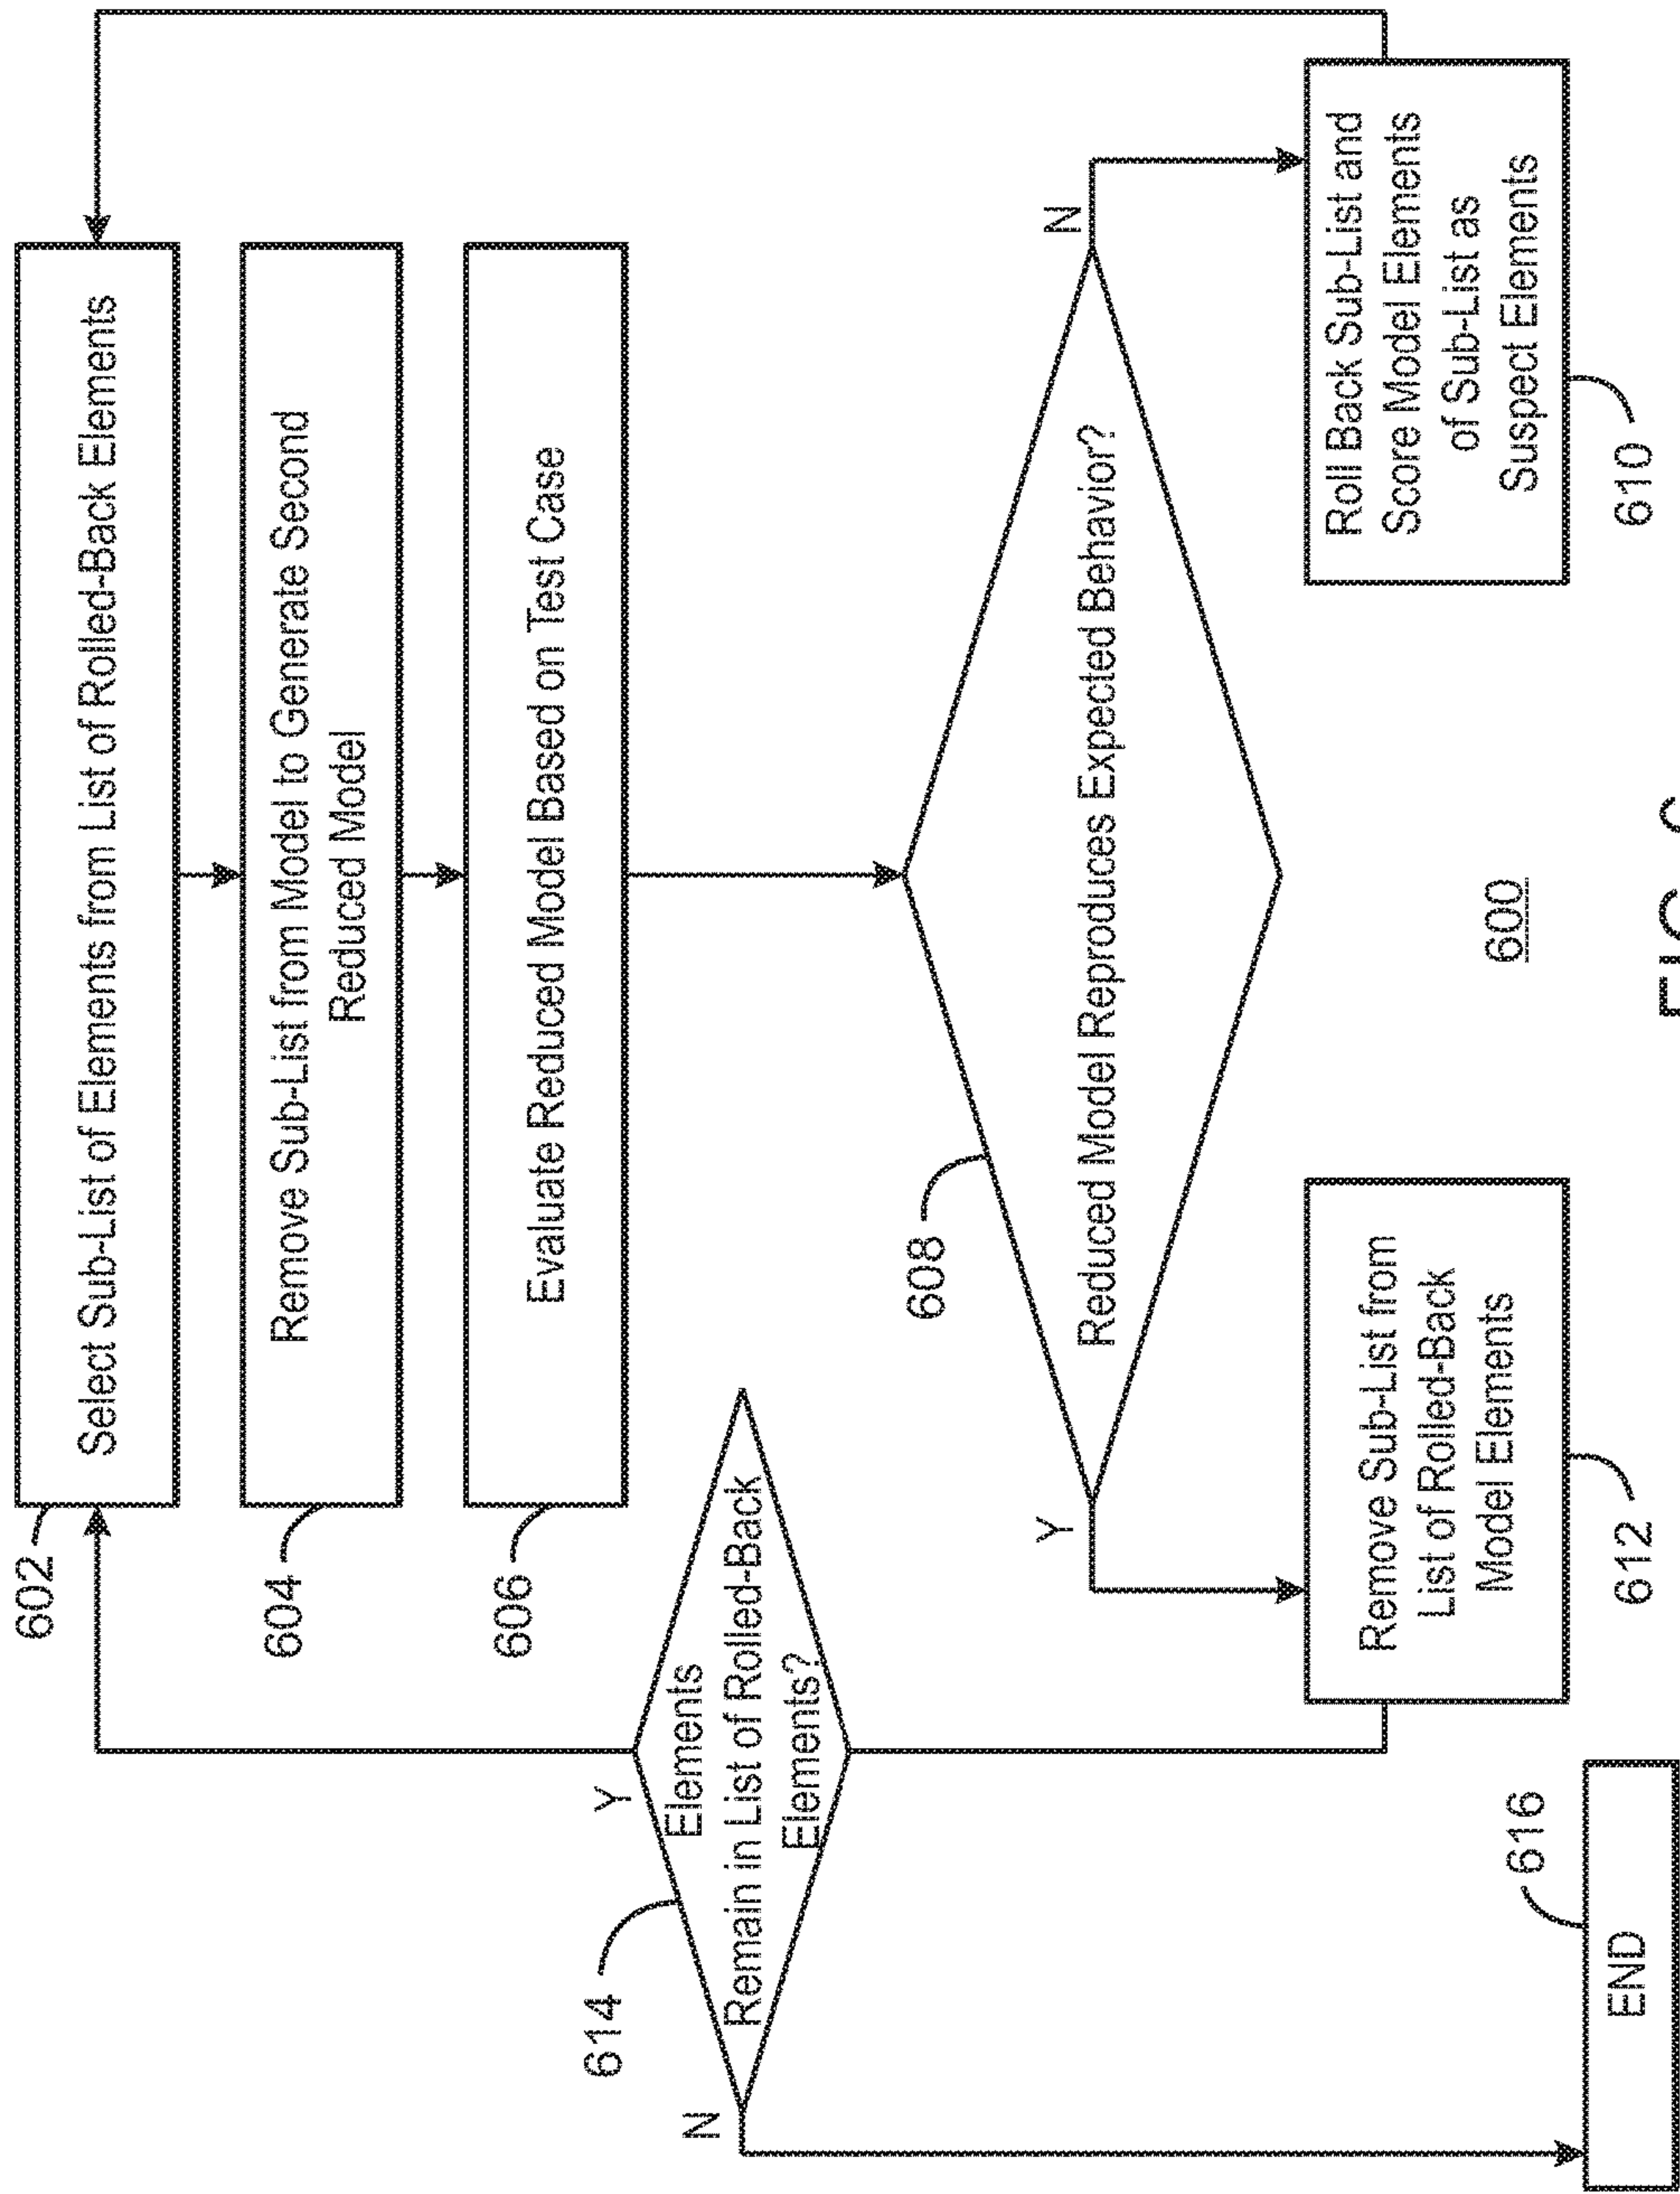 602
Select Sub-List of Elements from List of Rolled-Back Elements
604
Remove Sub-List from Model to Generate Second
Reduced Model
606
Evaluate Reduced Model Based on Test Case
614
Y
N
Elements
Remain in List of Rolled-Back
Elements?
608
Y
N
Reduced Model Reproduces Expected Behavior?
Remove Sub-List from
List of Rolled-Back
Model Elements
612
Roll Back Sub-List and
Score Model Elements
of Sub-List as
Suspect Elements
610
616
END
600